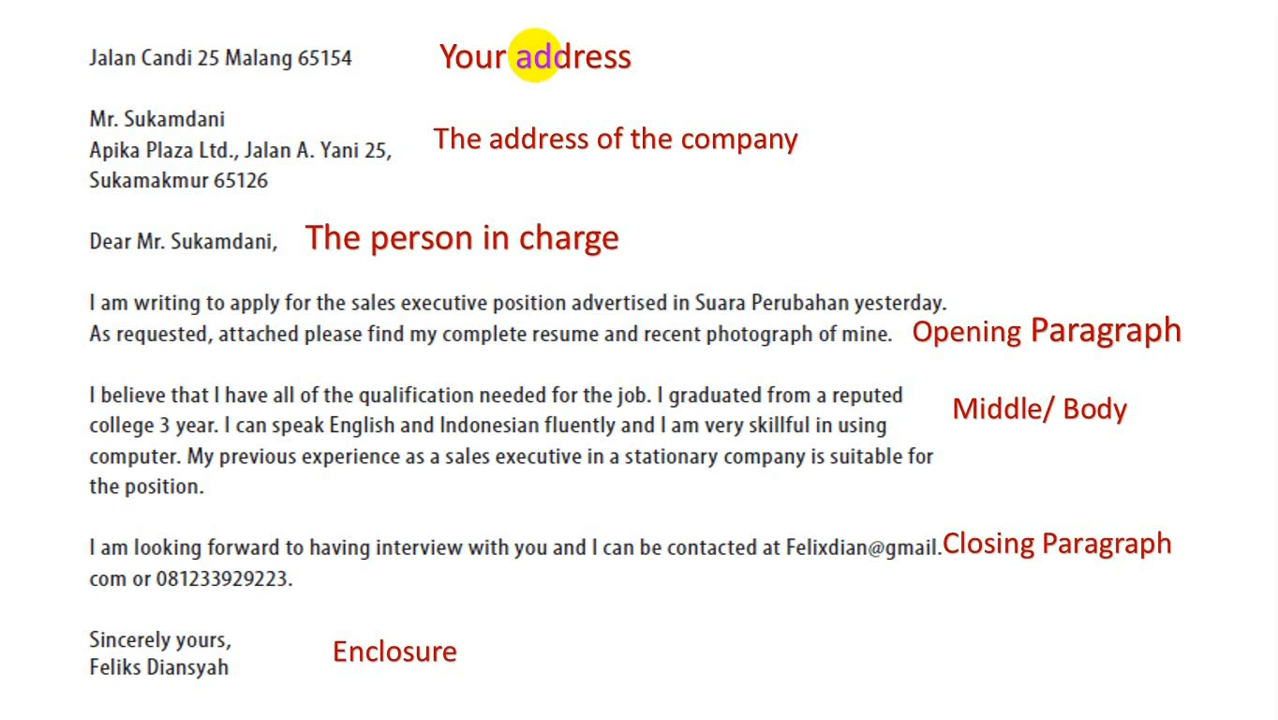 Jalan Candi 25 Malang 65154 Your address
Mr. Sukamdani
Apika Plaza Ltd., Jalan A. Yani 25, The address of the company
Sukamakmur 65126
Dear Mr. Sukamdani, The person in charge
I am writing to apply for the sales executive position advertised in Suara Perubahan yesterday.
As requested, attached please find my complete resume and recent photograph of mine. Opening Paragraph
I believe that I have all of the qualification needed for the job. I graduated from a reputed
Middle/ Body
college 3 year. I can speak English and Indonesian fluently and I am very skillful in using
computer. My previous experience as a sales executive in a stationary company is suitable for
the position.
I am looking forward to having interview with you and I can be contacted at Felixdian@gmail. Closing Paragraph
com or 081233929223.
Sincerely yours,
Enclosure
Feliks Diansyah